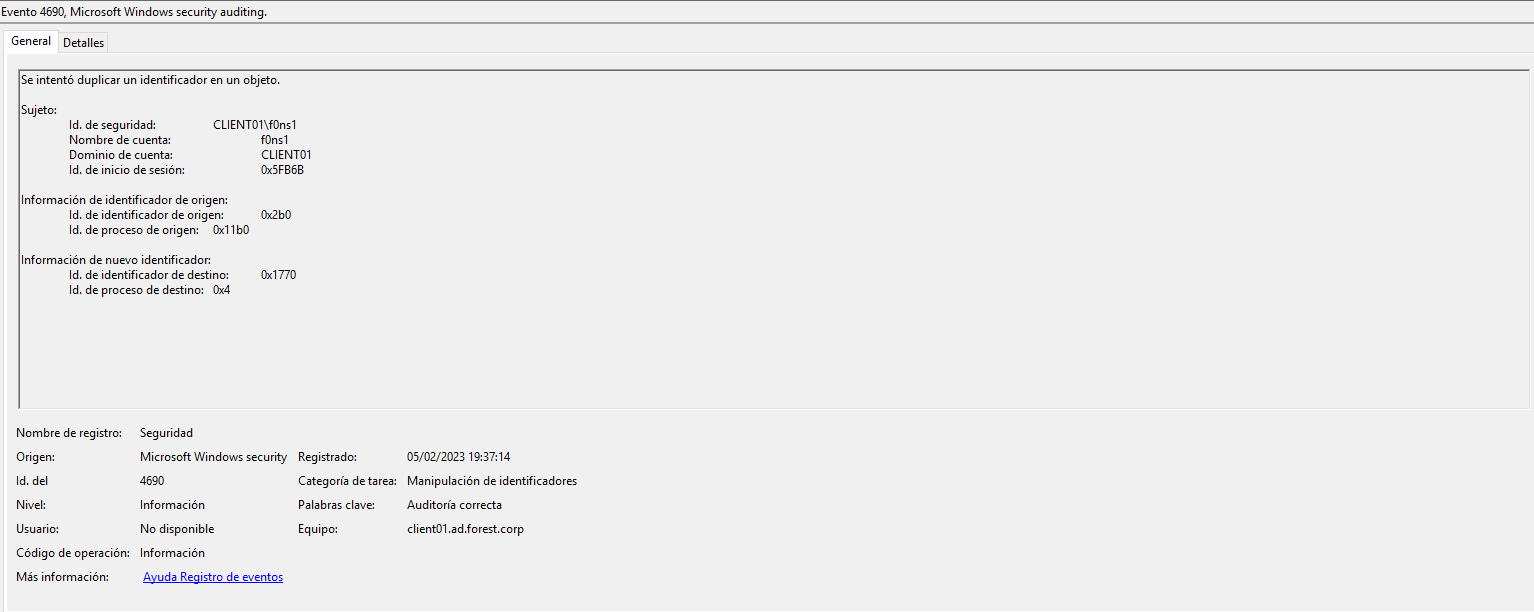 Evento 4690, Microsoft Windows security auditing.
General Detalles
Se intentó duplicar un identificador en un objeto.
Sujeto:
Id. de seguridad: CLIENT01\f0ns1
Nombre de cuenta: f0ns1
Dominio de cuenta: CLIENT01
Id. de inicio de sesión: 0x5FB6B
Información de identificador de origen:
Id. de identificador de origen: 0x2b0
Id. de proceso de origen: 0x11b0
Información de nuevo identificador:
Id. de identificador de destino: 0x1770
Id. de proceso de destino: 0x4
Nombre de registro: Seguridad
Origen: Microsoft Windows security Registrado: 05/02/2023 19:37:14
Id. del 4690 Categoría de tarea: Manipulación de identificadores
Nivel: Información Palabras clave: Auditoría correcta
Usuario: No disponible Equipo: client01.ad.forest.corp
Código de operación: Información
Más información: Ayuda Registro de eventos